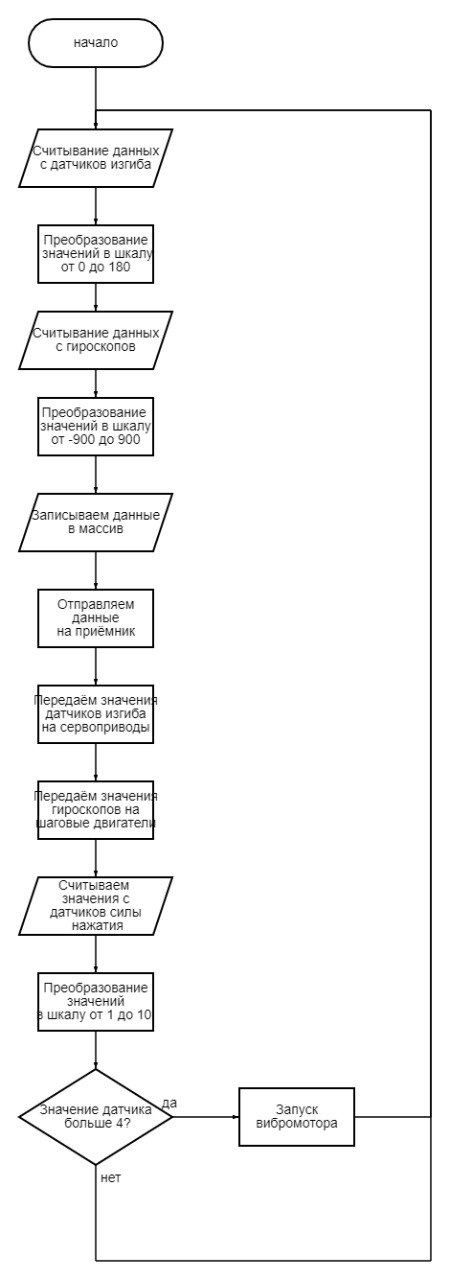 начало
Считывание данных
с датчиков изгиба
Преобразование
значений в шкалу
от 0 до 180
Считывание данных
с гироскопов
Преобразование
значений в шкалу
от -900 до 900
Записываем данные
в массив
Отправляем
данные
на приёмник
Передаём значения
датчиков изгиба
на сервоприводы
Передаём значения
гироскопов на
шаговые двигатели
Считываем
значения с
датчиков силы
нажатия
Преобразование
значений
в шкалу от 1 до 10
Значение датчика
больше 4?
да
Запуск
вибромотора
нет